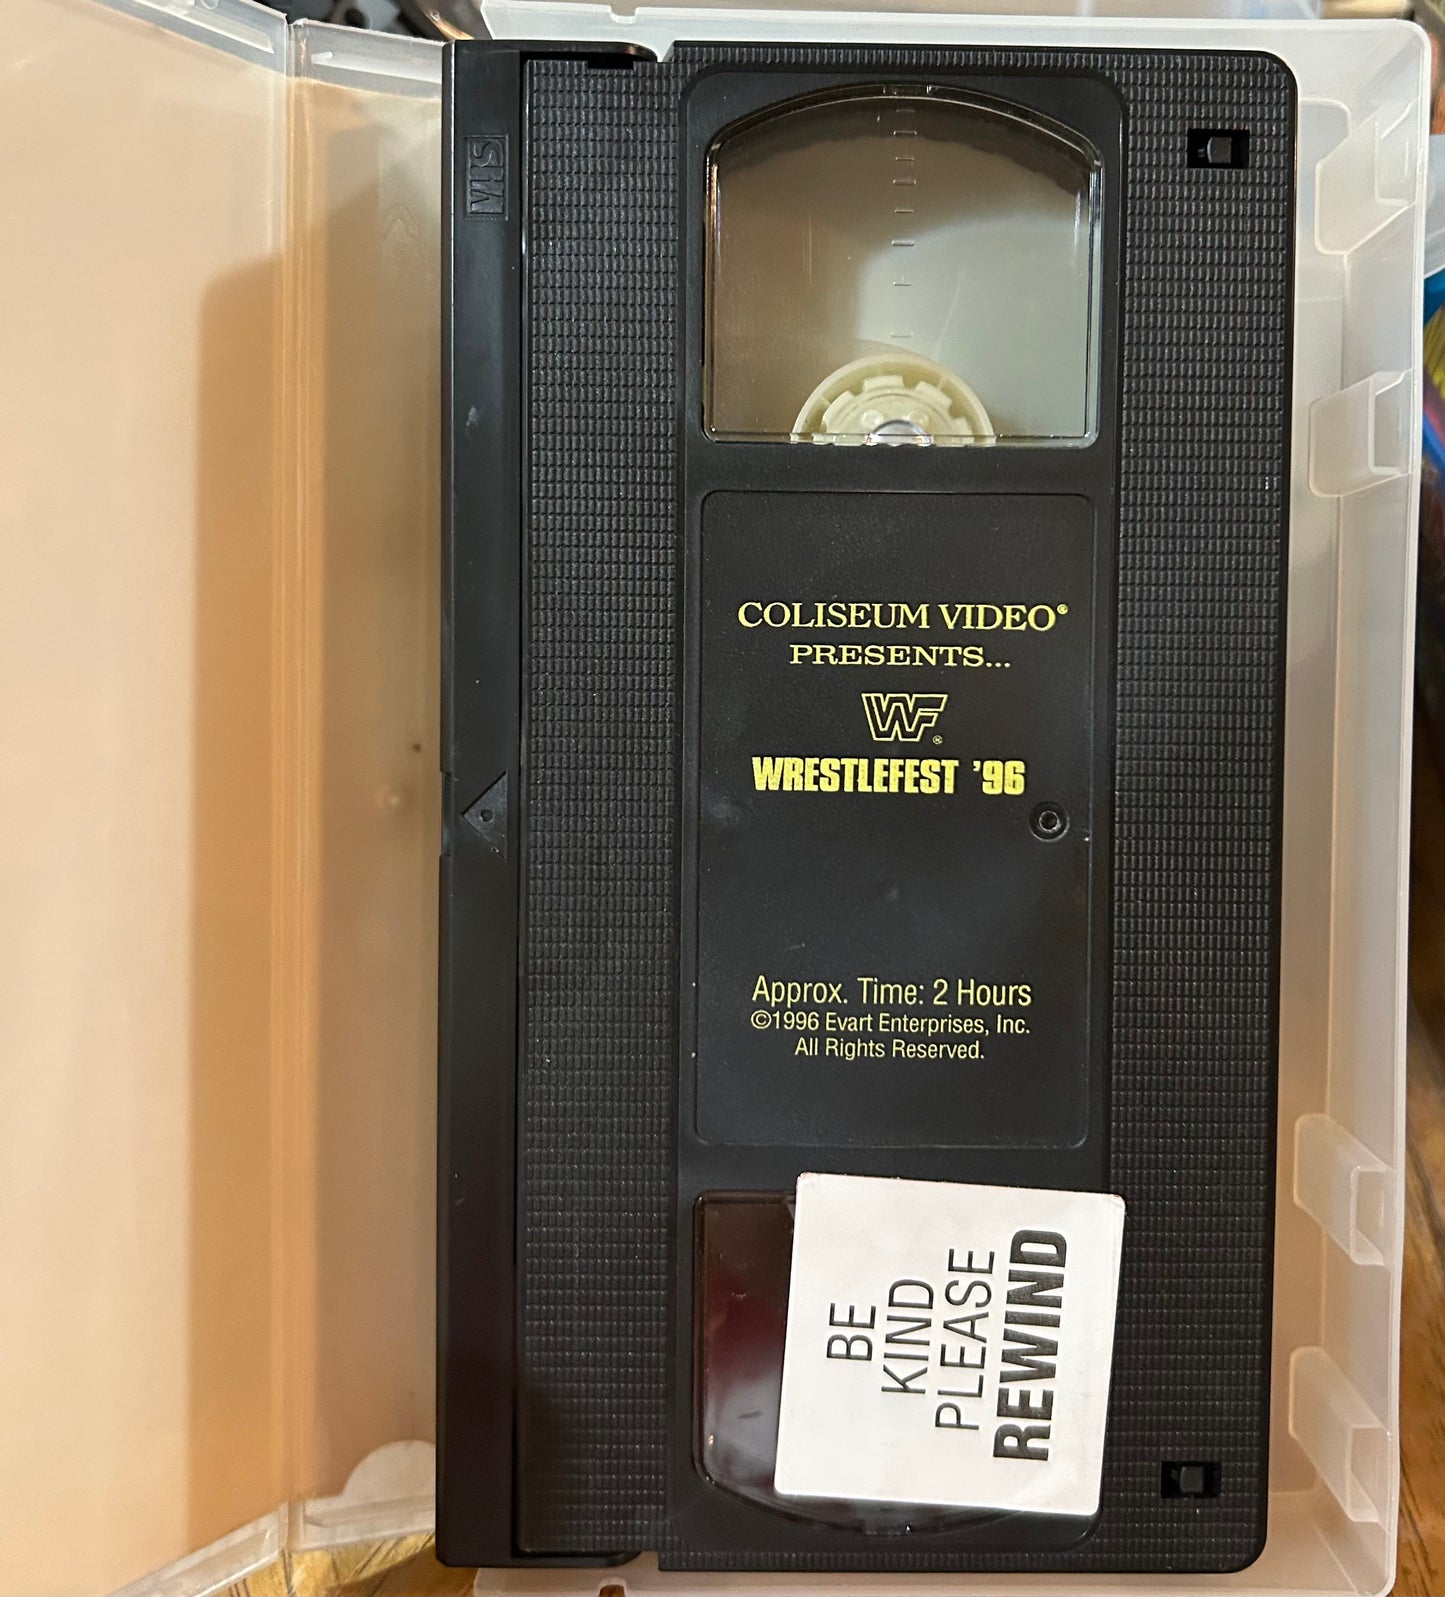 VHS
COLISEUM VIDEO®
PRESENTS...
WF®
WRESTLEFEST '96
Approx. Time: 2 Hours
©1996 Evart Enterprises, Inc.
All Rights Reserved.
BE
KIND
PLEASE
REWIND